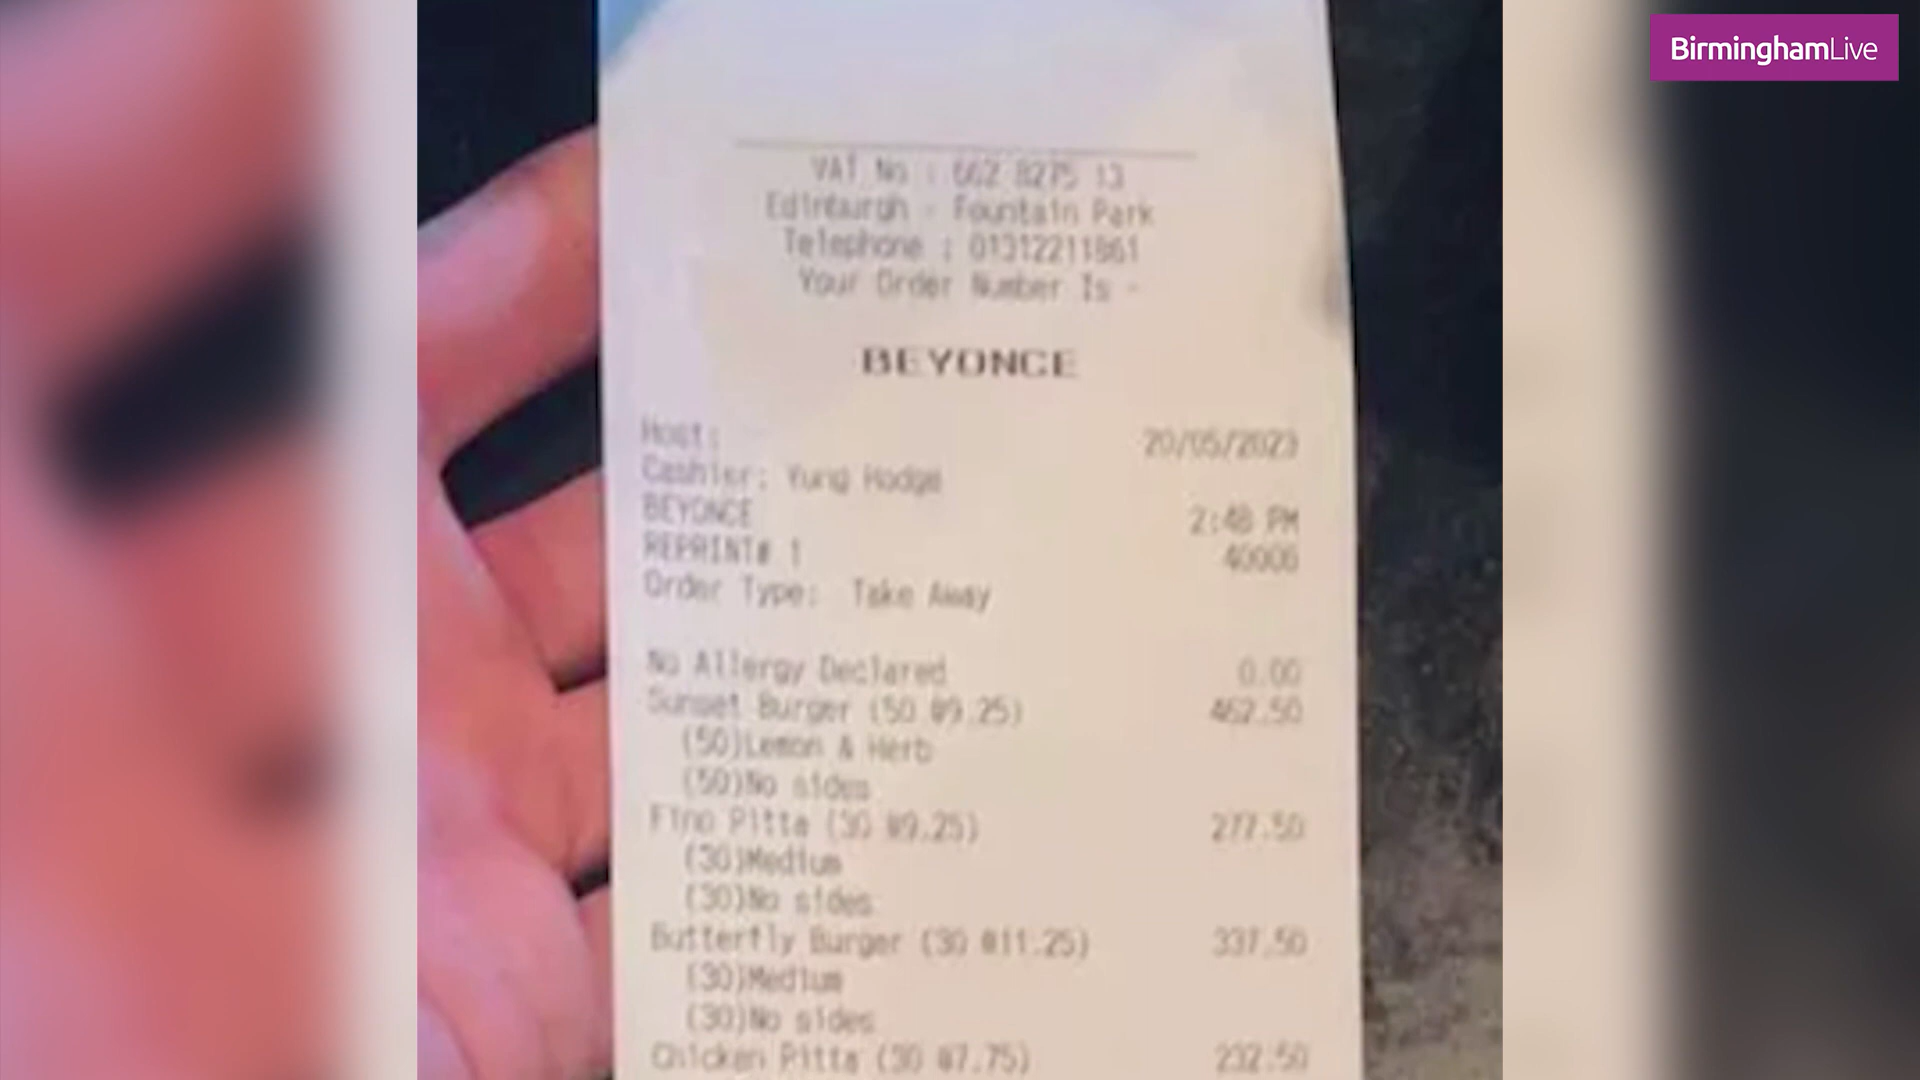 BirminghamLive
VAT No : 662 8275 13
Edinburgh - Fountain Park
Telephone : 01312211861
Your Order Number Is -
BEYONCE
Host: 20/05/2023
Cashier: Yung Hodge
BEYONCE 2:48 PM
REPRINT# 1 40006
Order Type: Take Away
No Allergy Declared 0.00
Sunset Burger (50 @9.25) 462.50
(50)Lemon & Herb
(50)No sides
Fino Pitta (30 @9.25) 277.50
(30)Medium
(30)No sides
Butterfly Burger (30 @11.25) 337.50
(30)Medium
(30)No sides
Chicken Pitta (30 @7.75) 232.50